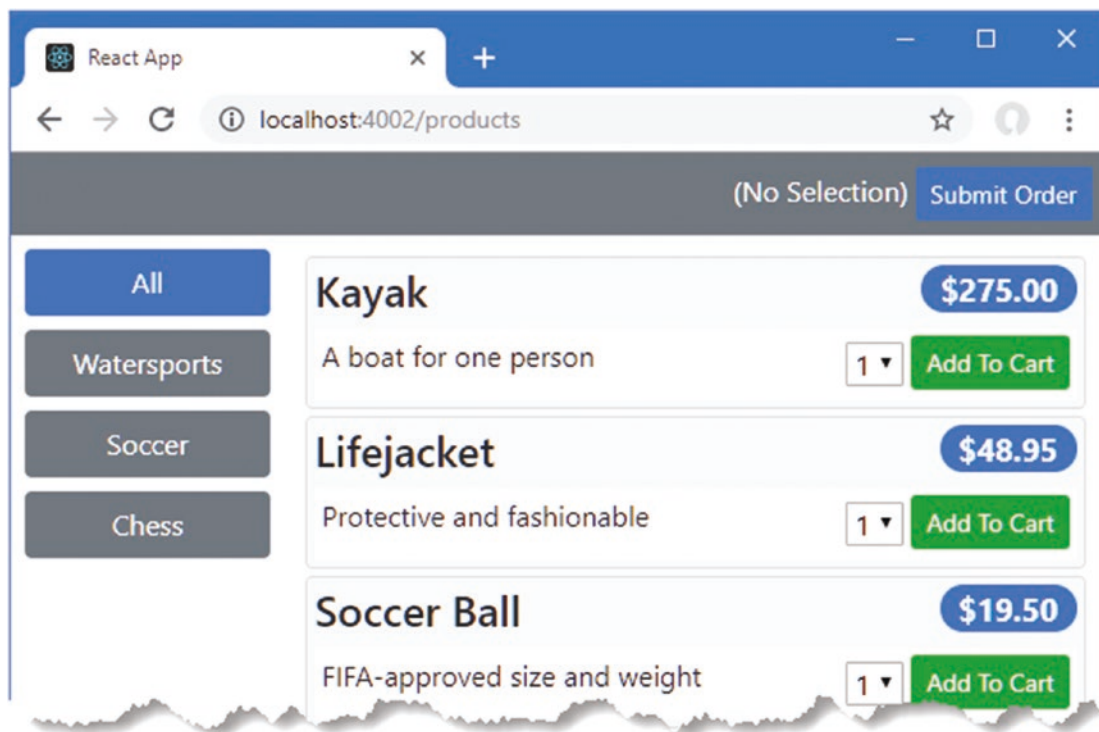 React App
localhost:4002/products
(No Selection) Submit Order
All
Watersports
Soccer
Chess
Kayak $275.00
A boat for one person 1 Add To Cart
Lifejacket $48.95
Protective and fashionable 1 Add To Cart
Soccer Ball $19.50
FIFA-approved size and weight 1 Add To Cart